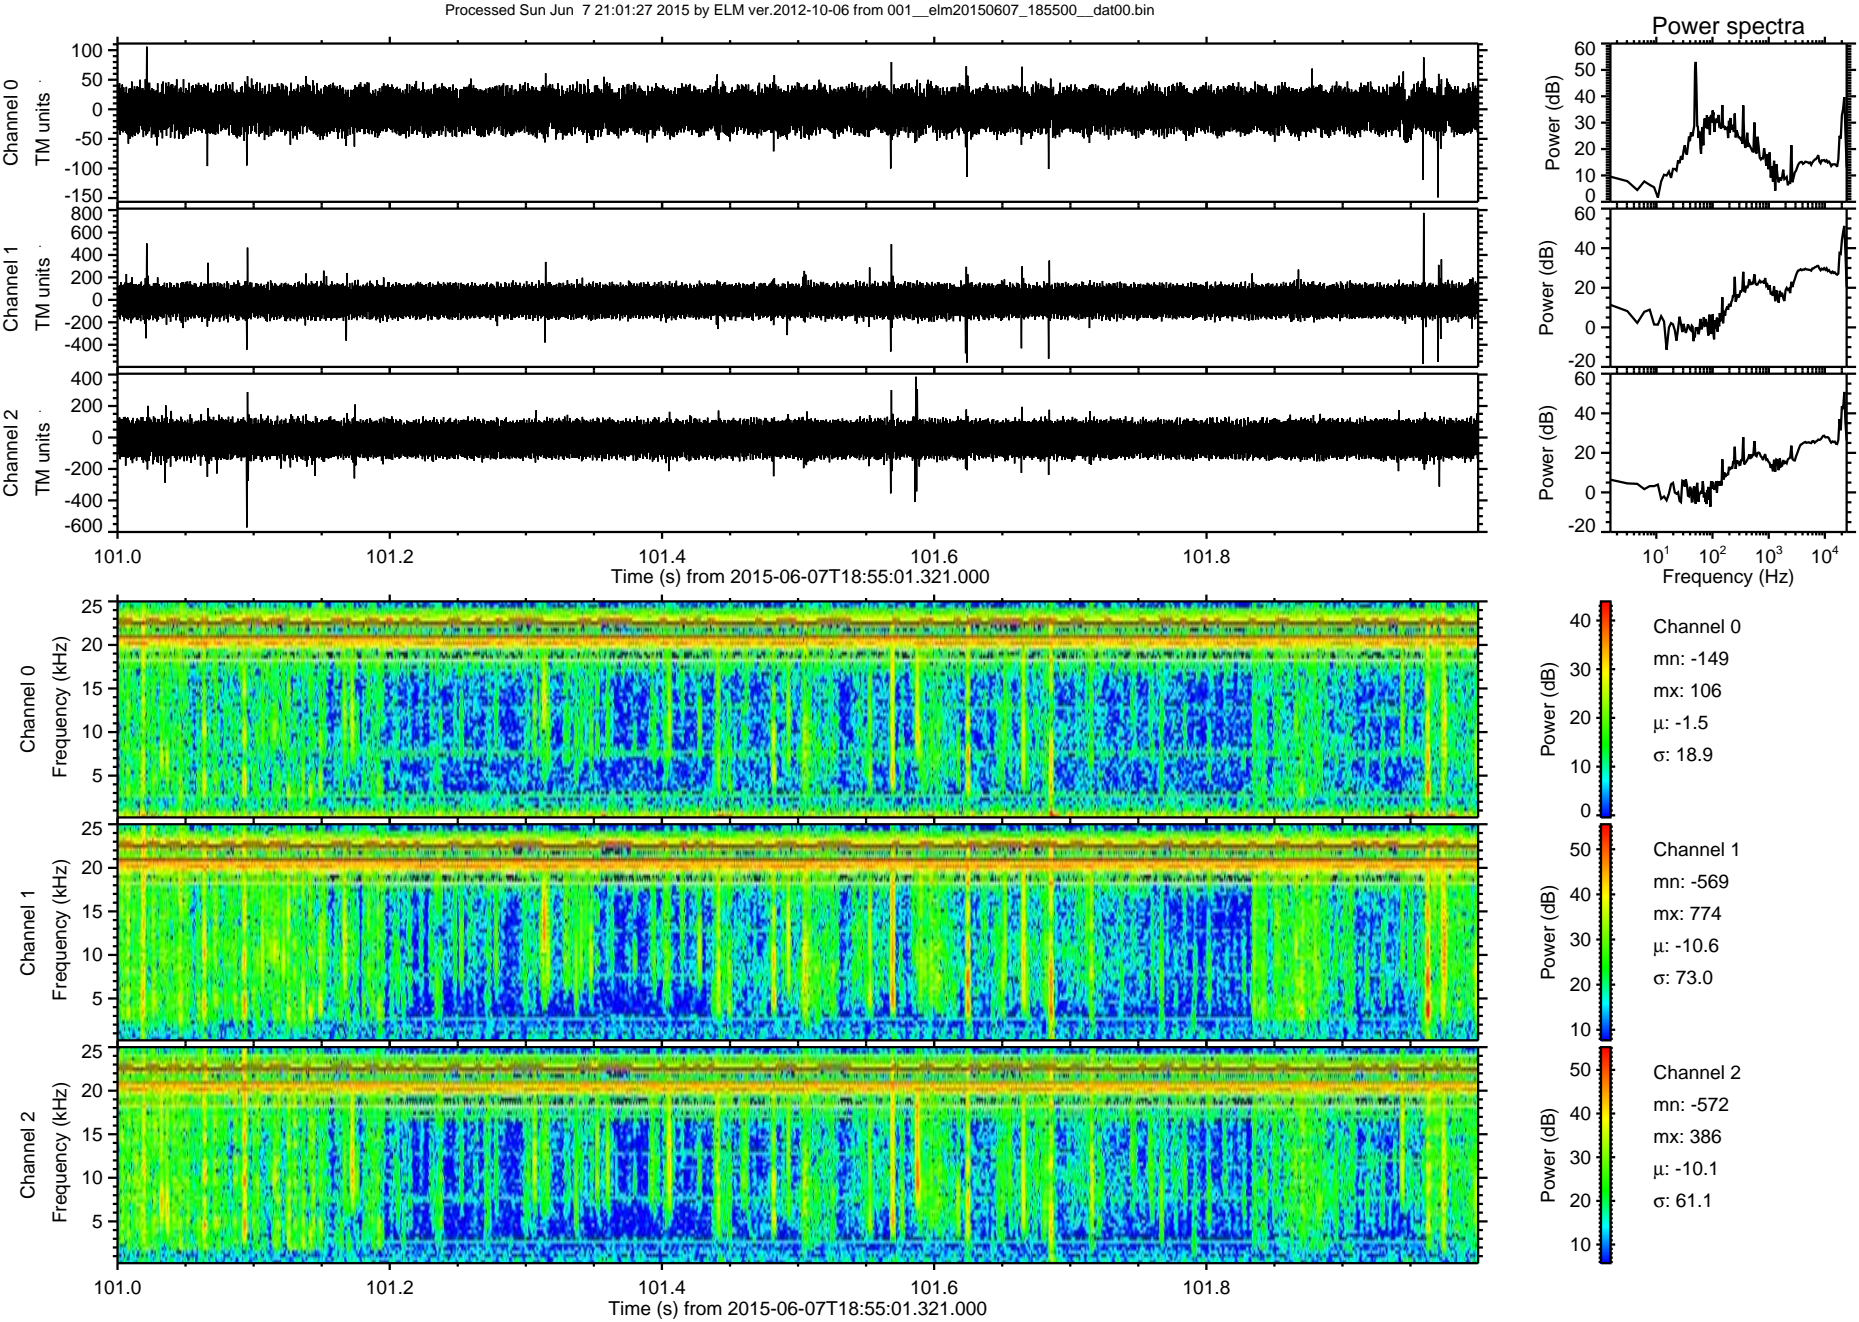 Processed Sun Jun  7 21:01:27 2015 by ELM ver.2012-10-06 from 001__elm20150607_185500__dat00.bin
Power spectra
Channel 0
TM units
100
50
0
-50
-100
-150
Power (dB)
60
50
40
30
20
10
0
Channel 1
TM units
800
600
400
200
0
-200
-400
Power (dB)
60
40
20
0
-20
Channel 2
TM units
400
200
0
-200
-400
-600
Power (dB)
60
40
20
0
-20
101.0 101.2 101.4 101.6 101.8
Time (s) from 2015-06-07T18:55:01.321.000
10¹ 10² 10³ 10⁴
Frequency (Hz)
Channel 0
Frequency (kHz)
25
20
15
10
5
Power (dB)
40
30
20
10
0
Channel 0
mn: -149
mx: 106
μ: -1.5
σ: 18.9
Channel 1
Frequency (kHz)
25
20
15
10
5
Power (dB)
50
40
30
20
10
Channel 1
mn: -569
mx: 774
μ: -10.6
σ: 73.0
Channel 2
Frequency (kHz)
25
20
15
10
5
Power (dB)
50
40
30
20
10
Channel 2
mn: -572
mx: 386
μ: -10.1
σ: 61.1
101.0 101.2 101.4 101.6 101.8
Time (s) from 2015-06-07T18:55:01.321.000